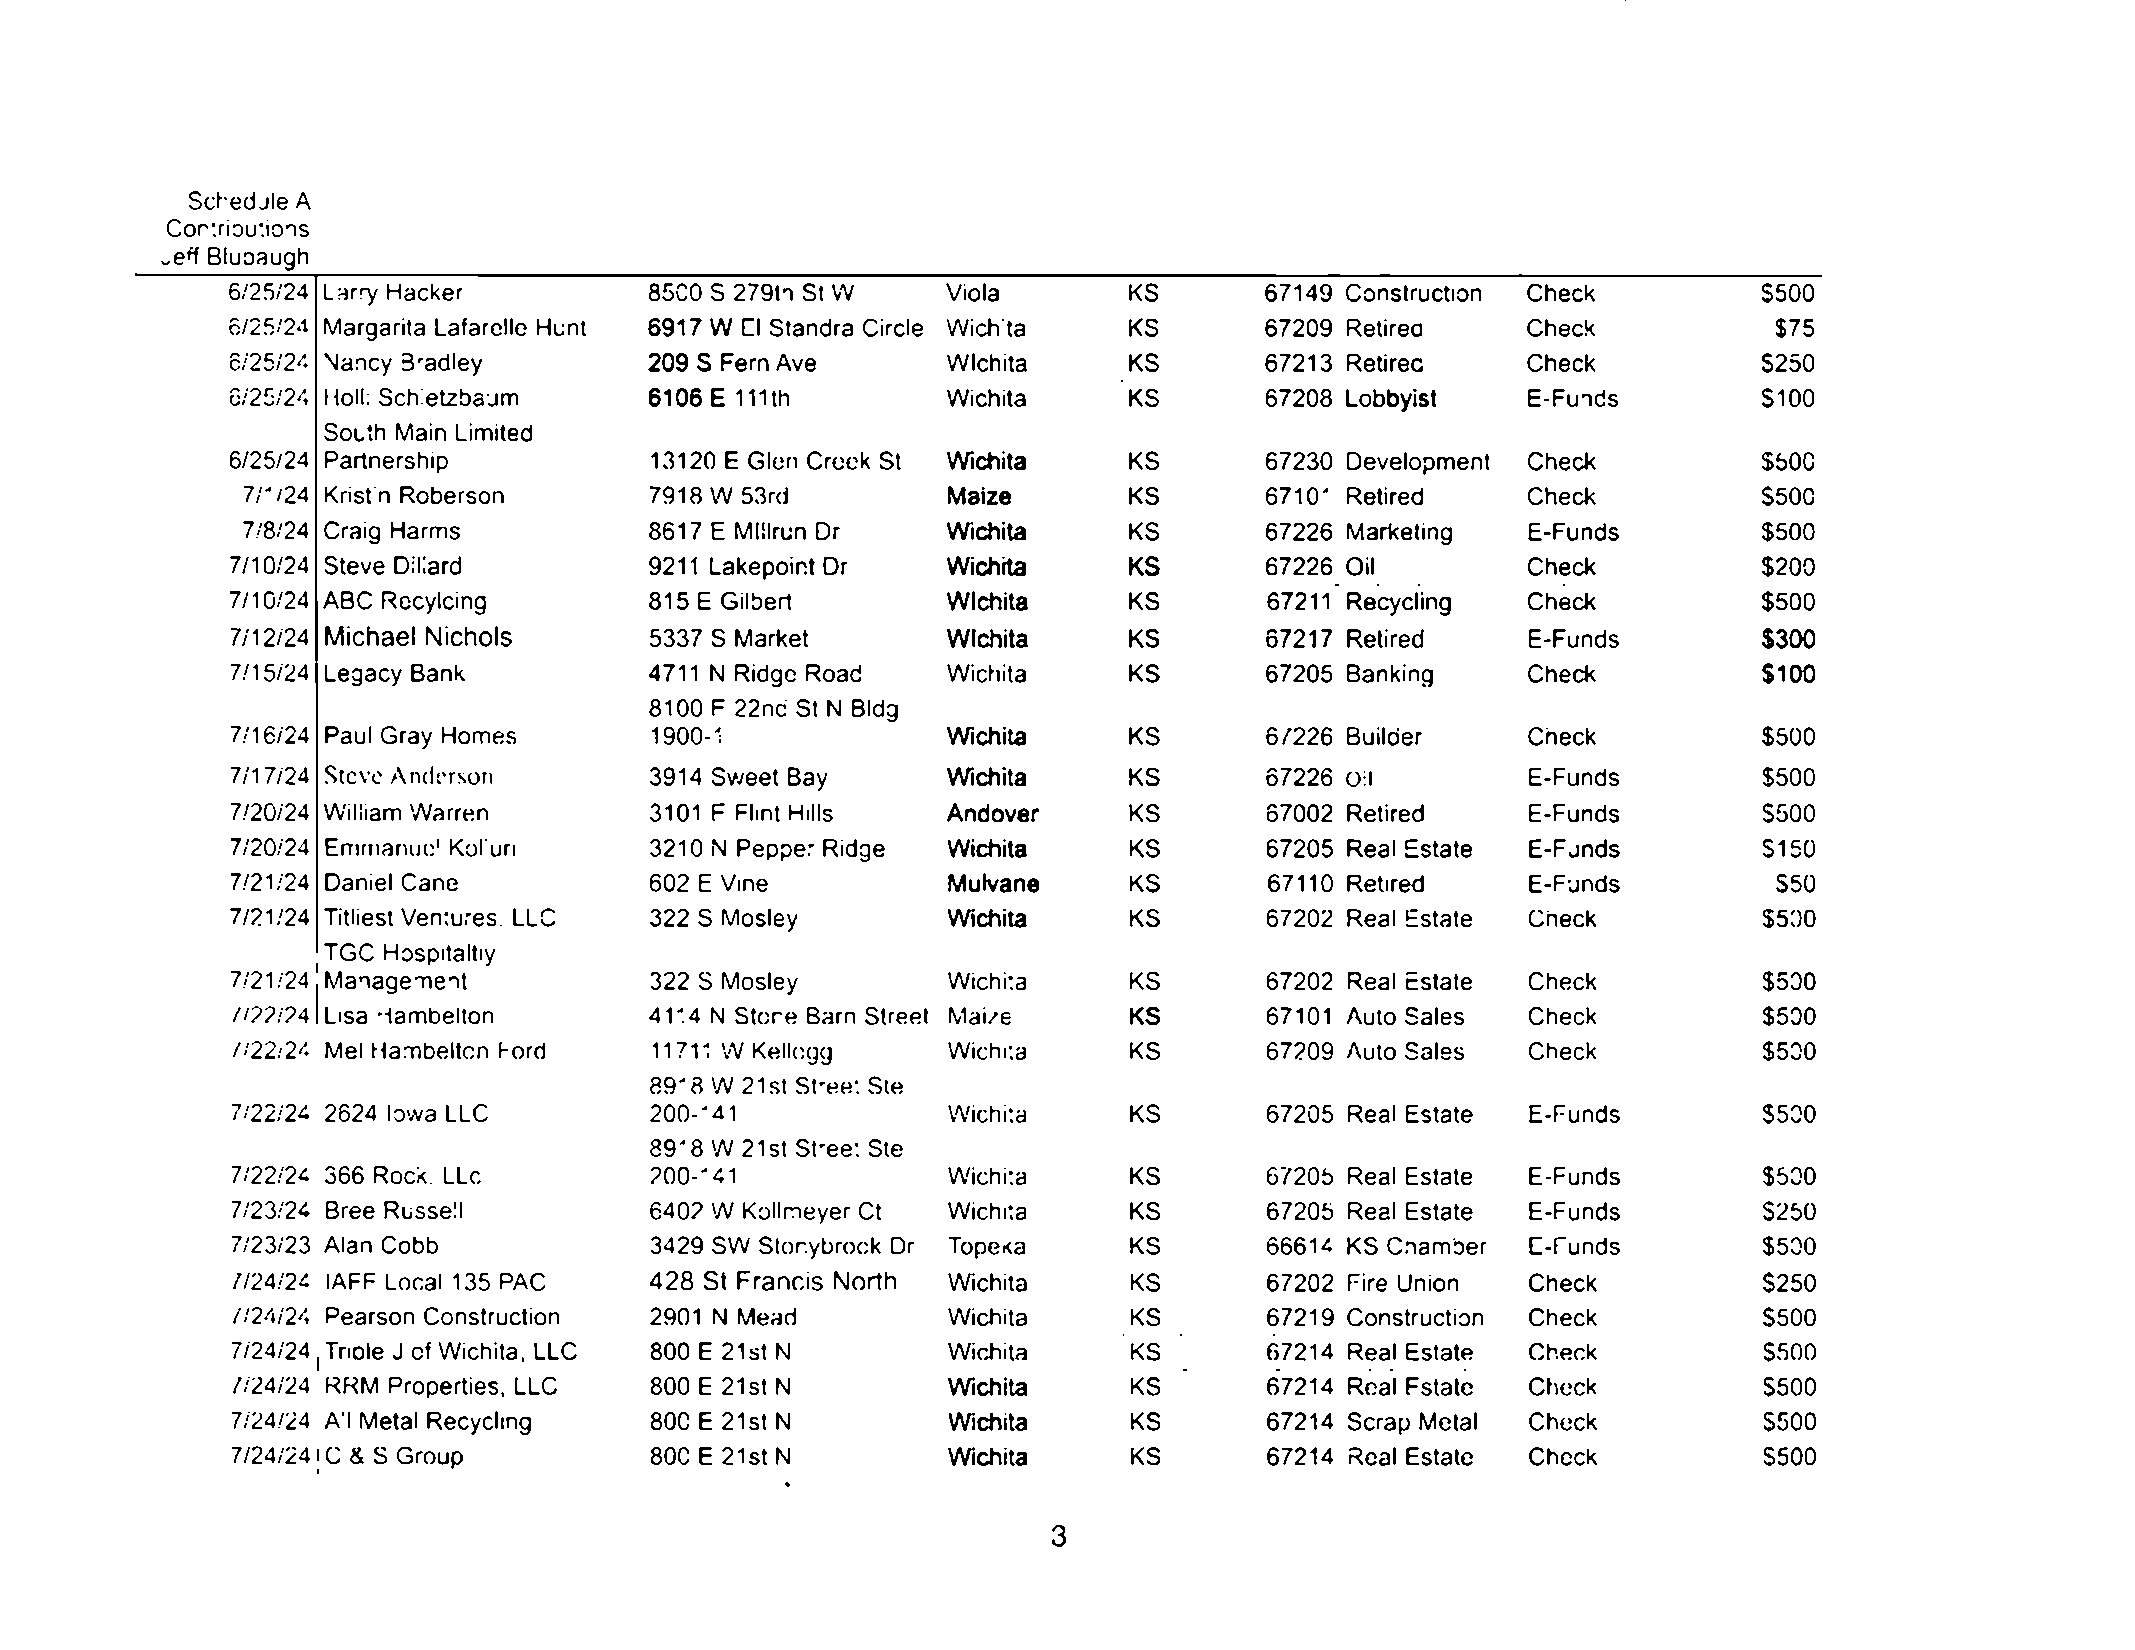 Schedule A
Contributions
Jeff Blubaugh
6/25/24 Larry Hacker 8500 S 279th St W Viola KS 67149 Construction Check $500
6/25/24 Margarita Lafarelle Hunt 6917 W El Standra Circle Wichita KS 67209 Retired Check $75
6/25/24 Nancy Bradley 209 S Fern Ave Wichita KS 67213 Retired Check $250
6/25/24 Holli Schletzbaum 6106 E 111th Wichita KS 67208 Lobbyist E-Funds $100
South Main Limited
6/25/24 Partnership 13120 E Glen Creek St Wichita KS 67230 Development Check $500
7/1/24 Kristin Roberson 7918 W 53rd Maize KS 67101 Retired Check $500
7/8/24 Craig Harms 8617 E Millrun Dr Wichita KS 67226 Marketing E-Funds $500
7/10/24 Steve Dillard 9211 Lakepoint Dr Wichita KS 67226 Oil Check $200
7/10/24 ABC Recylcing 815 E Gilbert Wichita KS 67211 Recycling Check $500
7/12/24 Michael Nichols 5337 S Market Wichita KS 67217 Retired E-Funds $300
7/15/24 Legacy Bank 4711 N Ridge Road Wichita KS 67205 Banking Check $100
8100 E 22nd St N Bldg
7/16/24 Paul Gray Homes 1900-1 Wichita KS 67226 Builder Check $500
7/17/24 Steve Anderson 3914 Sweet Bay Wichita KS 67226 Oil E-Funds $500
7/20/24 William Warren 3101 E Flint Hills Andover KS 67002 Retired E-Funds $500
7/20/24 Emmanuel 3210 N Pepper Ridge Wichita KS 67205 Real Estate E-Funds $150
7/21/24 Daniel Cane 602 E Vine Mulvane KS 67110 Retired E-Funds $50
7/21/24 Titliest Ventures, LLC 322 S Mosley Wichita KS 67202 Real Estate Check $500
TGC Hospitaltiy
7/21/24 Management 322 S Mosley Wichita KS 67202 Real Estate Check $500
7/22/24 Lisa Hambelton 4114 N Stone Barn Street Maize KS 67101 Auto Sales Check $500
7/22/24 Mel Hambelton Ford 11711 W Kellogg Wichita KS 67209 Auto Sales Check $500
8918 W 21st Street Ste
7/22/24 2624 Iowa LLC 200-141 Wichita KS 67205 Real Estate E-Funds $500
8918 W 21st Street Ste
7/22/24 366 Rock, LLc 200-141 Wichita KS 67205 Real Estate E-Funds $500
7/23/24 Bree Russell 6402 W Kollmeyer Ct Wichita KS 67205 Real Estate E-Funds $250
7/23/23 Alan Cobb 3429 SW Stonybrock Dr Topeka KS 66614 KS Chamber E-Funds $500
7/24/24 IAFF Local 135 PAC 428 St Francis North Wichita KS 67202 Fire Union Check $250
7/24/24 Pearson Construction 2901 N Mead Wichita KS 67219 Construction Check $500
7/24/24 Triple J of Wichita, LLC 800 E 21st N Wichita KS 67214 Real Estate Check $500
7/24/24 RRM Properties, LLC 800 E 21st N Wichita KS 67214 Real Estate Check $500
7/24/24 All Metal Recycling 800 E 21st N Wichita KS 67214 Scrap Metal Check $500
7/24/24 C & S Group 800 E 21st N Wichita KS 67214 Real Estate Check $500
3